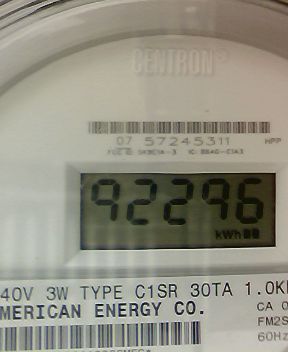 CENTRON®
07 57245311 HPP
92296
kWh
40V 3W TYPE C1SR 30TA 1.0K
MERICAN ENERGY CO. CA 0
FM2S
60Hz